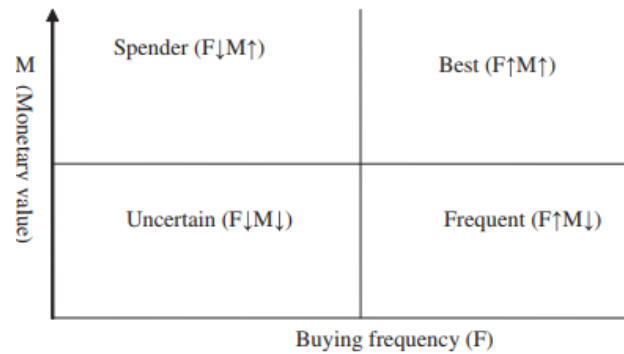 Spender (F↓M↑)
Best (F↑M↑)
M (Monetary value)
Uncertain (F↓M↓)
Frequent (F↑M↓)
Buying frequency (F)